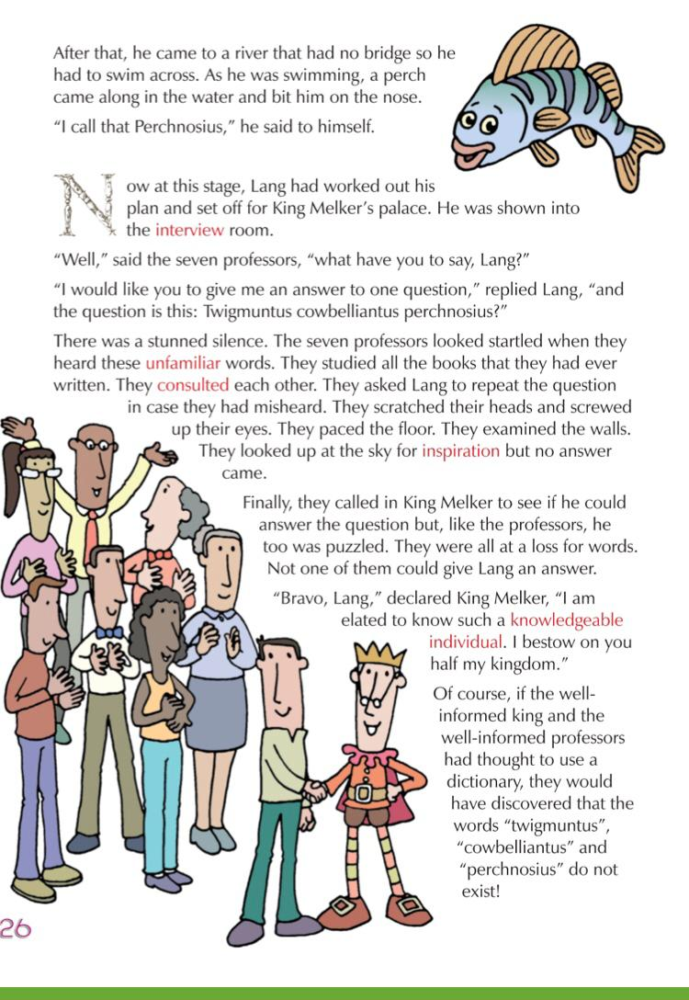 After that, he came to a river that had no bridge so he
had to swim across. As he was swimming, a perch
came along in the water and bit him on the nose.
“I call that Perchnosius,” he said to himself.
Now at this stage, Lang had worked out his
plan and set off for King Melker’s palace. He was shown into
the interview room.
“Well,” said the seven professors, “what have you to say, Lang?”
“I would like you to give me an answer to one question,” replied Lang, “and
the question is this: Twigmuntus cowbelliantus perchnosius?”
There was a stunned silence. The seven professors looked startled when they
heard these unfamiliar words. They studied all the books that they had ever
written. They consulted each other. They asked Lang to repeat the question
in case they had misheard. They scratched their heads and screwed
up their eyes. They paced the floor. They examined the walls.
They looked up at the sky for inspiration but no answer
came.
Finally, they called in King Melker to see if he could
answer the question but, like the professors, he
too was puzzled. They were all at a loss for words.
Not one of them could give Lang an answer.
“Bravo, Lang,” declared King Melker, “I am
elated to know such a knowledgeable
individual. I bestow on you
half my kingdom.”
Of course, if the well-
informed king and the
well-informed professors
had thought to use a
dictionary, they would
have discovered that the
words “twigmuntus”,
“cowbelliantus” and
“perchnosius” do not
exist!
26